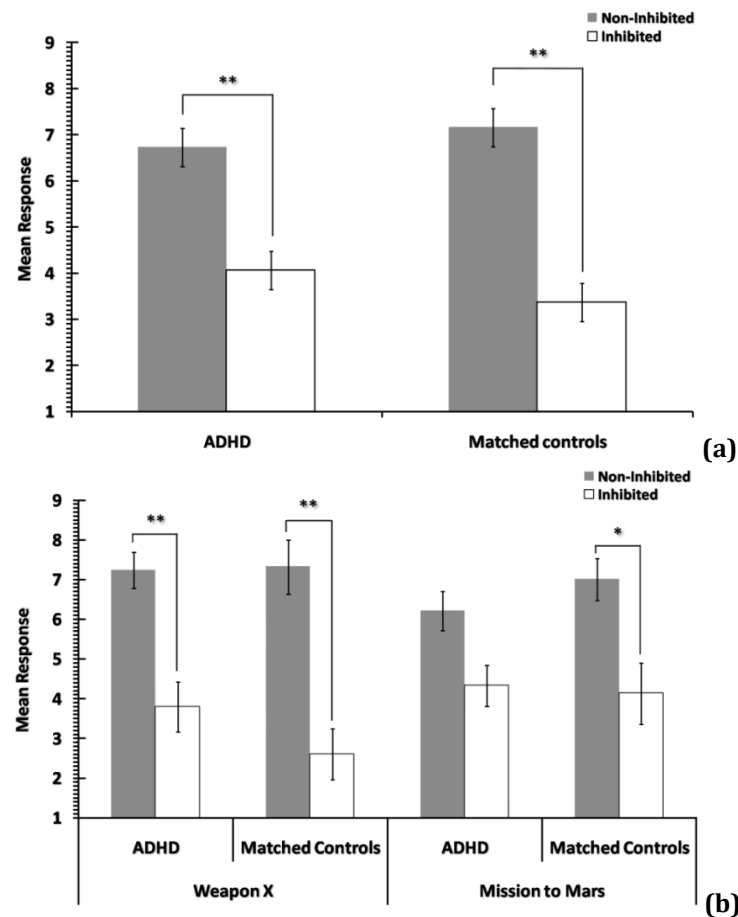 Non-Inhibited
Inhibited
9
8
7
6
5
4
3
2
1
Mean Response
**
**
ADHD
Matched controls
(a)
Non-Inhibited
Inhibited
9
8
7
6
5
4
3
2
1
Mean Response
**
**
*
ADHD
Matched Controls
ADHD
Matched Controls
Weapon X
Mission to Mars
(b)